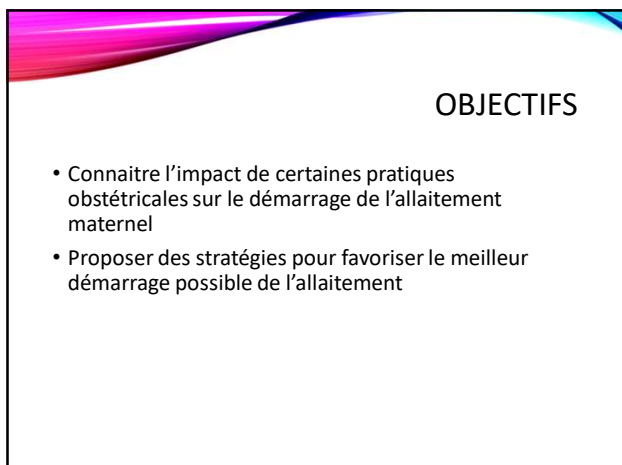 OBJECTIFS
• Connaitre l’impact de certaines pratiques
obstétricales sur le démarrage de l’allaitement
maternel
• Proposer des stratégies pour favoriser le meilleur
démarrage possible de l’allaitement